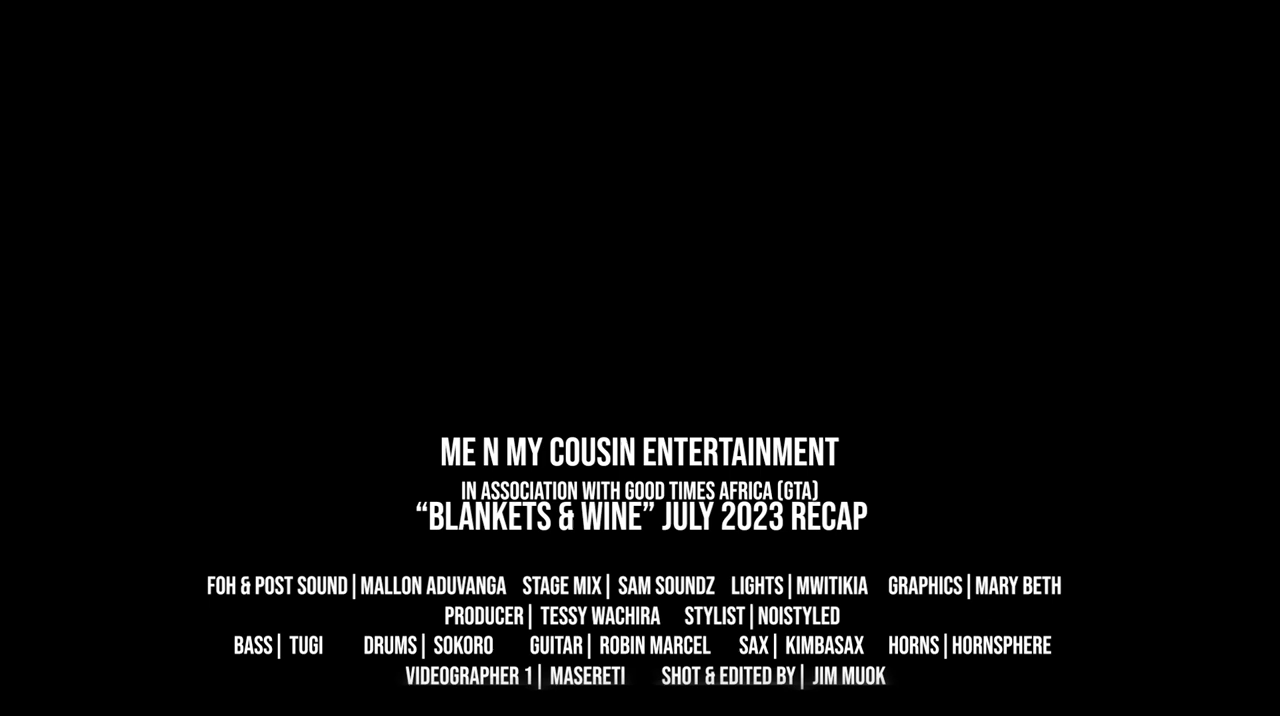 ME N MY COUSIN ENTERTAINMENT
IN ASSOCIATION WITH GOOD TIMES AFRICA (GTA)
“BLANKETS & WINE” JULY 2023 RECAP
FOH & POST SOUND | MALLON ADUVANGA STAGE MIX | SAM SOUNDZ LIGHTS | MWITIKIA GRAPHICS | MARY BETH
PRODUCER | TESSY WACHIRA STYLIST | NOISTYLED
BASS | TUGI DRUMS | SOKORO GUITAR | ROBIN MARCEL SAX | KIMBASAX HORNS | HORNSPHERE
VIDEOGRAPHER 1 | MASERETI SHOT & EDITED BY | JIM MUOK